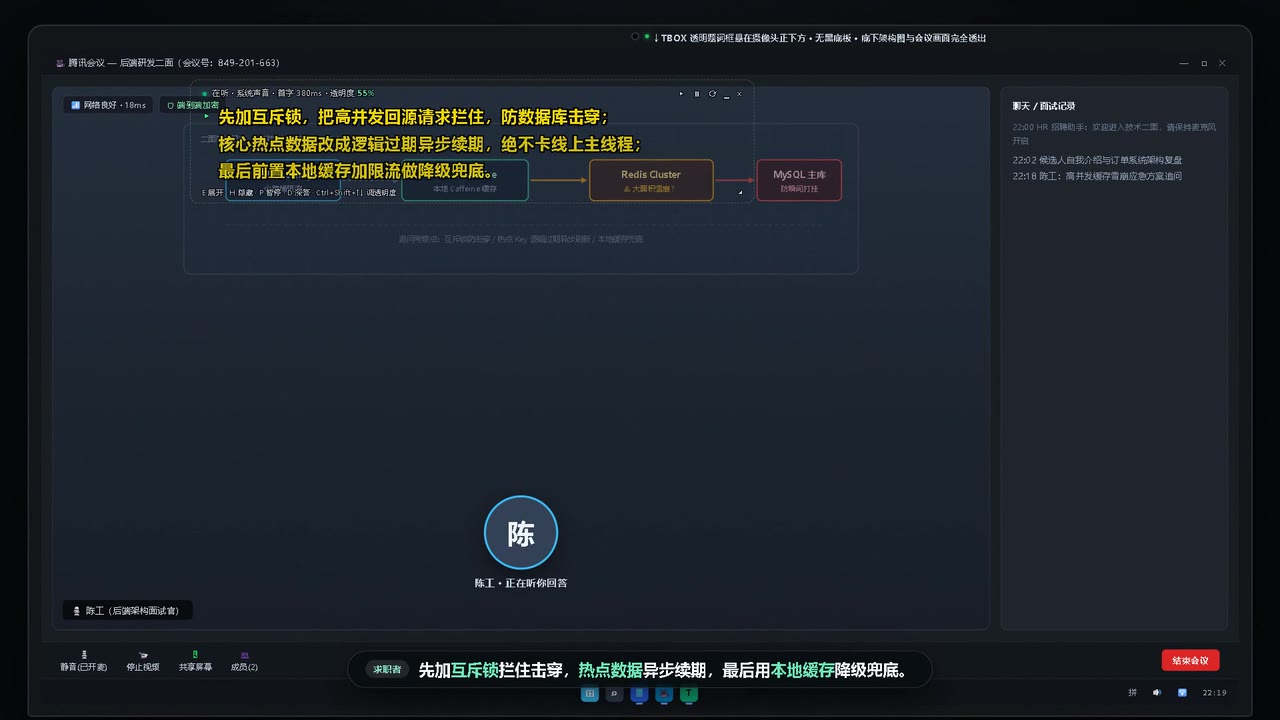 ↓ TBOX 透明题词框悬在摄像头正下方 • 无黑底板 • 底下架构图与会议画面完全透出
腾讯会议 — 后端研发二面（会议号：849-201-663）
网络良好 · 18ms
端到端加密
在听 · 系统声音 · 首字 380ms · 透明度 55%
先加互斥锁，把高并发回源请求拦住，防数据库击穿；
核心热点数据改成逻辑过期异步续期，绝不卡线上主线程；
最后前置本地缓存加限流做降级兜底。
E 展开 H 隐藏 P 暂停 D 深答 Ctrl+Shift+T 调透明度
本地 Caffeine 缓存
Redis Cluster
⚠ 大面积雪崩？
MySQL 主库
防瞬间打挂
追问考核点：互斥锁防击穿 / 热点 Key 逻辑过期异步刷新 / 本地缓存兜底
聊天 / 面试记录
22:00 HR 招聘助手：欢迎进入技术二面，请保持麦克风
开启
22:02 候选人自我介绍与订单系统架构复盘
22:18 陈工：高并发缓存雪崩应急方案追问
陈
陈工 · 正在听你回答
陈工（后端架构面试官）
静音(已开麦)
停止视频
共享屏幕
成员(2)
求职者
先加互斥锁拦住击穿，热点数据异步续期，最后用本地缓存降级兜底。
结束会议
T
拼
22:19